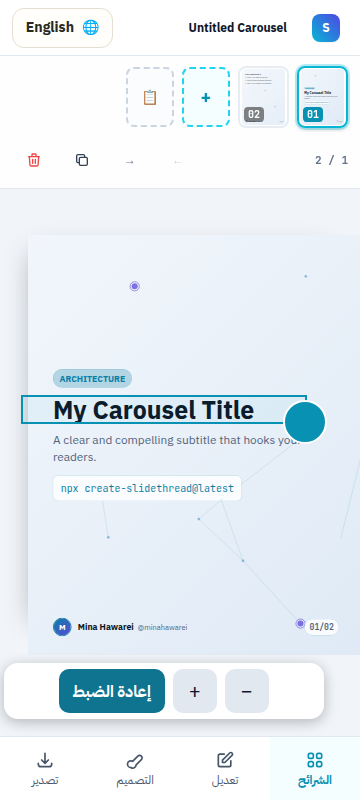 English 🌐
Untitled Carousel
S
📋
+
02
01
2 / 1
→
←
ARCHITECTURE
My Carousel Title
A clear and compelling subtitle that hooks your
readers.
npx create-slidethread@latest
M
Mina Hawarei @minahawarei
01/02
إعادة الضبط
+
−
الشرائح
تعديل
التصميم
تصدير